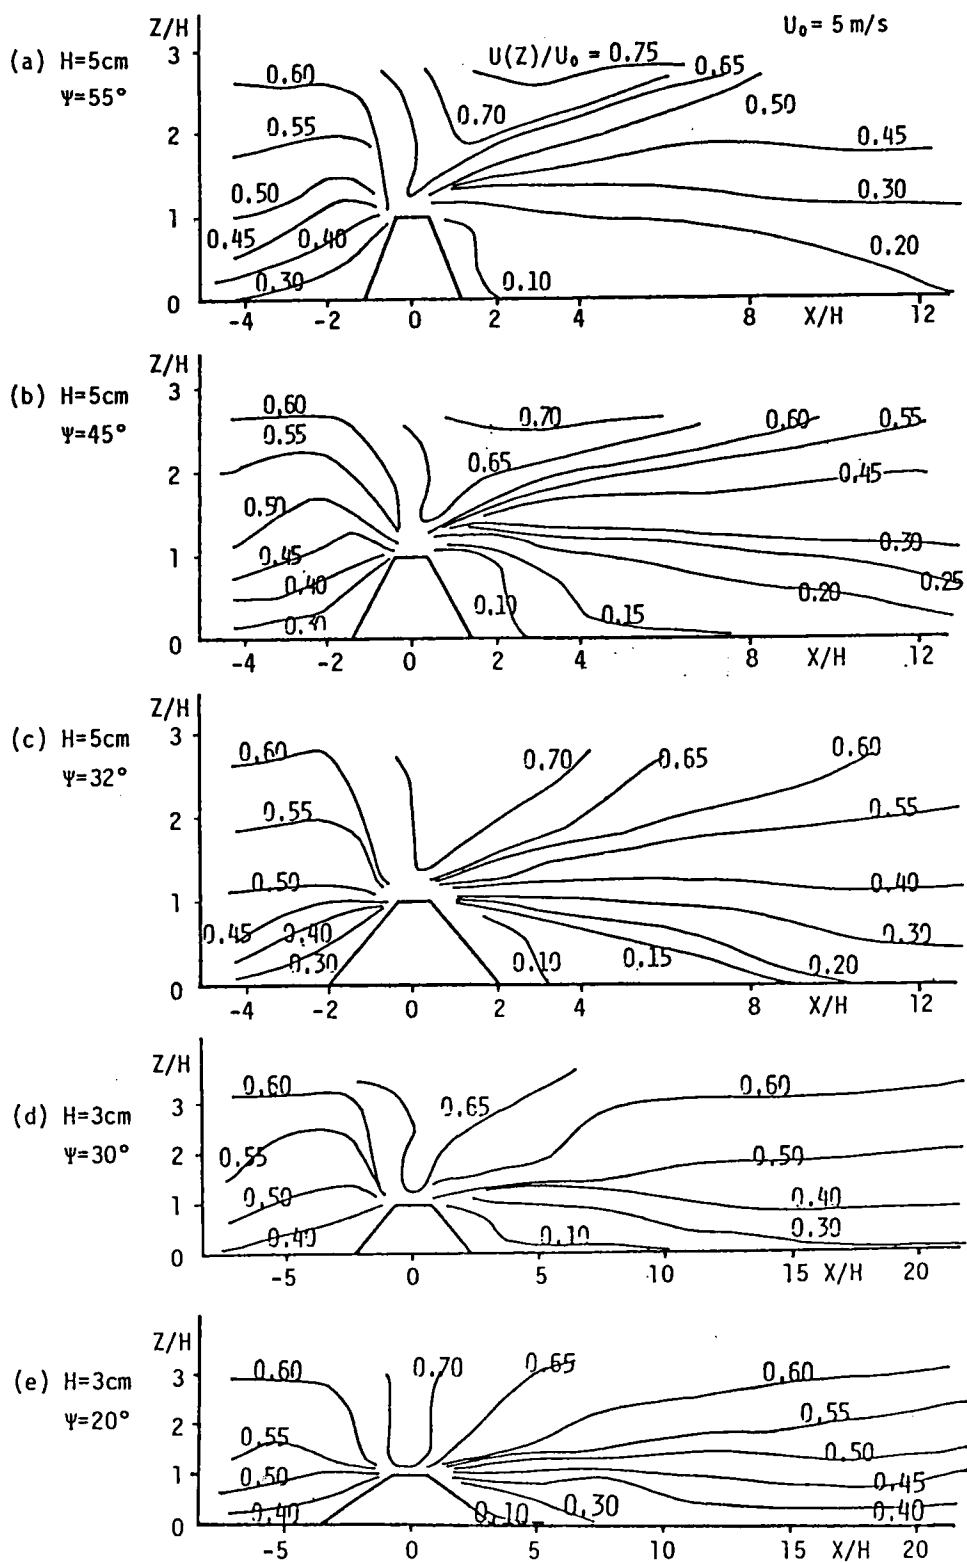 Z/H U₀ = 5 m/s
(a) H=5cm
Ψ=55°
3
2
1
0
U(Z)/U₀ = 0.75
0.60 0.65
0.70 0.50
0.55 0.45
0.50 0.30
0.45 0.40 0.20
0.30 0.10
-4 -2 0 2 4 8 X/H 12
Z/H
(b) H=5cm
Ψ=45°
3
2
1
0
0.60 0.70 0.60 0.55
0.55 0.65 0.45
0.50
0.45 0.30
0.40 0.25
0.30 0.10 0.15 0.20
-4 -2 0 2 4 8 X/H 12
Z/H
(c) H=5cm
Ψ=32°
3
2
1
0
0.60 0.70 0.65 0.60
0.55 0.55
0.50 0.40
0.45 0.40 0.30
0.30 0.10 0.15 0.20
-4 -2 0 2 4 8 X/H 12
Z/H
(d) H=3cm
Ψ=30°
3
2
1
0
0.60 0.65 0.60
0.55 0.50
0.50 0.40
0.40 0.10 0.30
-5 0 5 10 15 X/H 20
Z/H
(e) H=3cm
Ψ=20°
3
2
1
0
0.60 0.70 0.65 0.60
0.55 0.55
0.50 0.50
0.45
0.40 0.10 0.30 0.40
-5 0 5 10 15 X/H 20